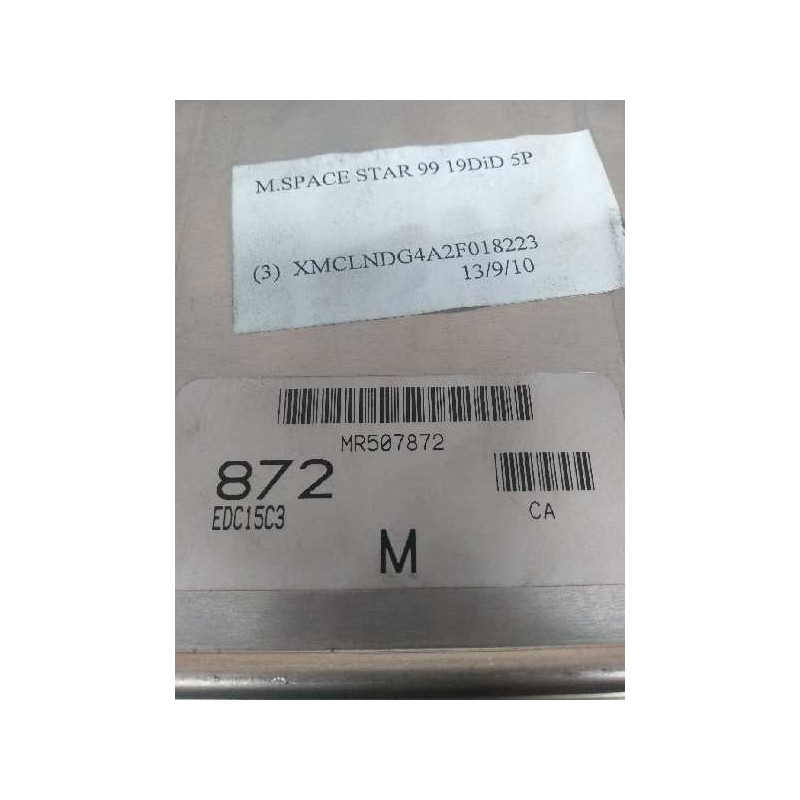 M.SPACE STAR 99 19DiD 5P
(3) XMCLNDG4A2F018223
13/9/10
MR507872
872
EDC15C3
CA
M